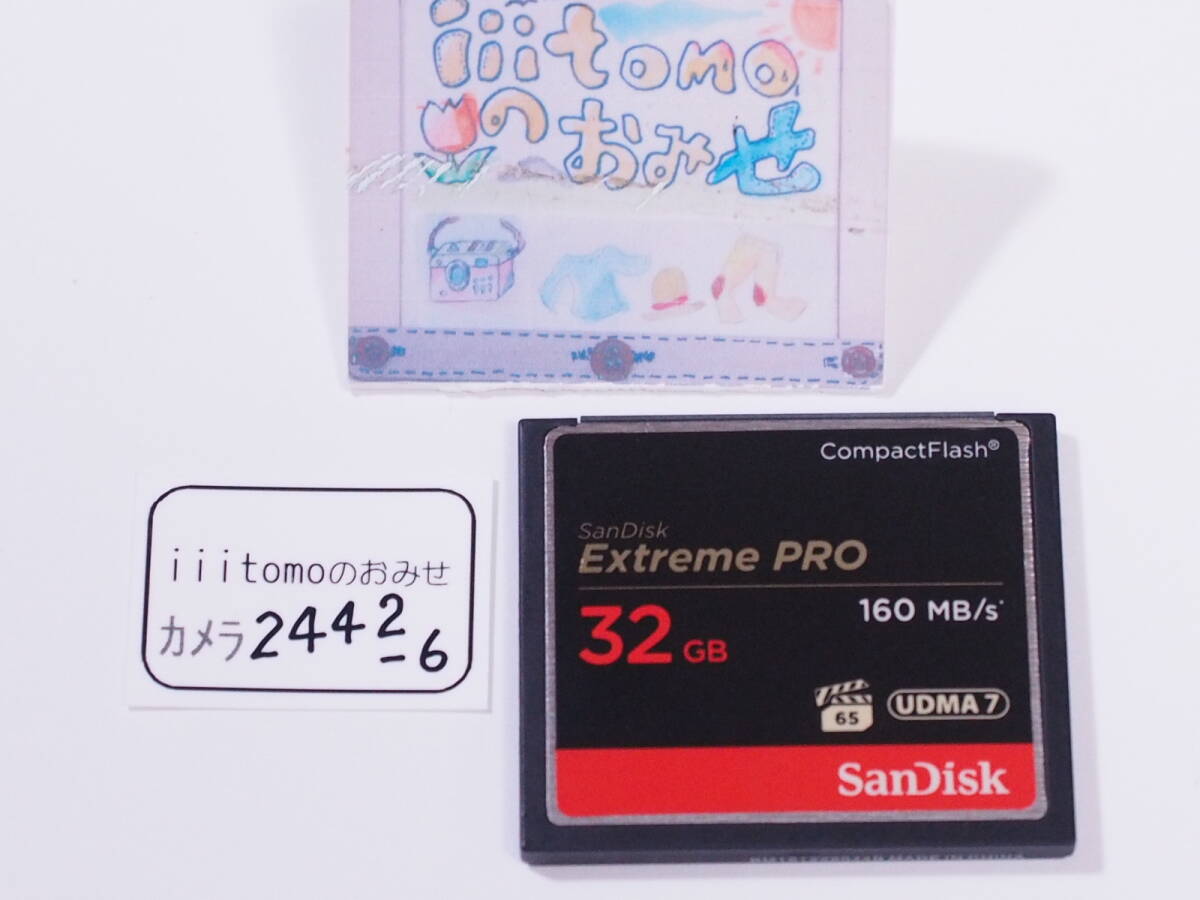 iiitomo
のおみせ
iiitomoのおみせ
カメラ2442
-6
CompactFlash®
SanDisk
Extreme PRO
32 GB
160 MB/s*
65
UDMA 7
SanDisk